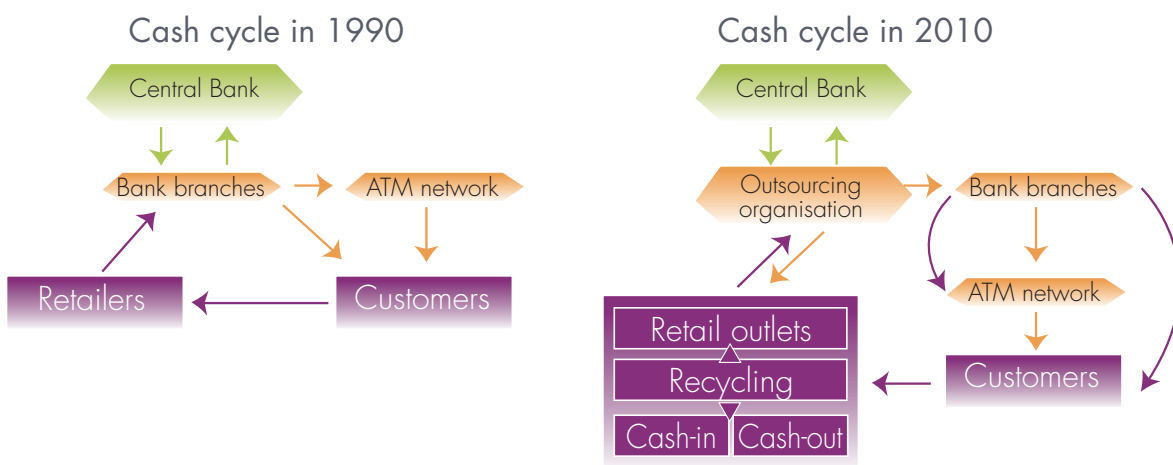 Cash cycle in 1990
Central Bank
Bank branches
ATM network
Retailers
Customers
Cash cycle in 2010
Central Bank
Outsourcing
organisation
Bank branches
ATM network
Retail outlets
Recycling
Cash-in
Cash-out
Customers